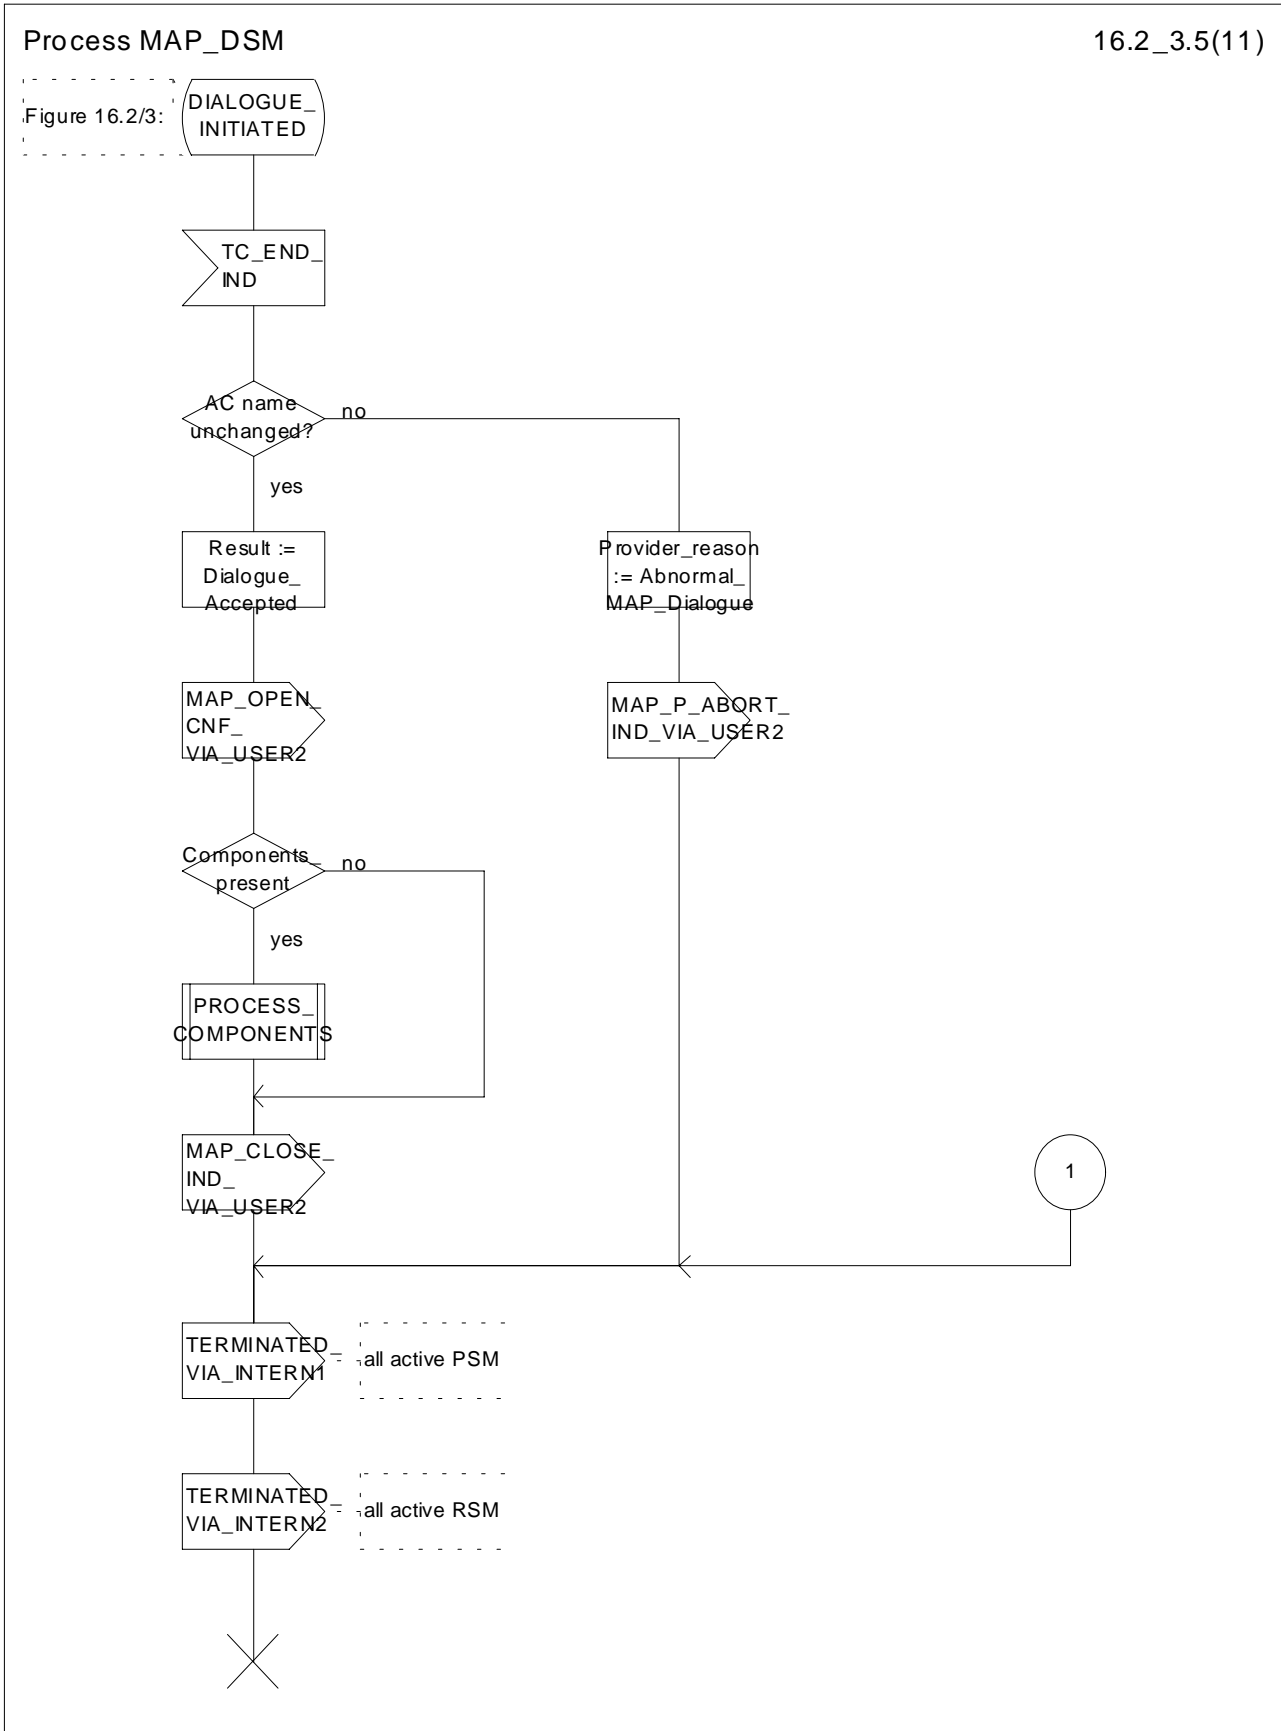 Process MAP_DSM
16.2_3.5(11)
Figure 16.2/3:
DIALOGUE_
INITIATED
TC_END_
IND
AC name
unchanged?
no
yes
Result :=
Dialogue_
Accepted
Provider_reason
:= Abnormal_
MAP_Dialogue
MAP_OPEN_
CNF_
VIA_USER2
MAP_P_ABORT_
IND_VIA_USER2
Components_
present
no
yes
PROCESS_
COMPONENTS
MAP_CLOSE_
IND_
VIA_USER2
1
TERMINATED_
VIA_INTERN1
all active PSM
TERMINATED_
VIA_INTERN2
all active RSM